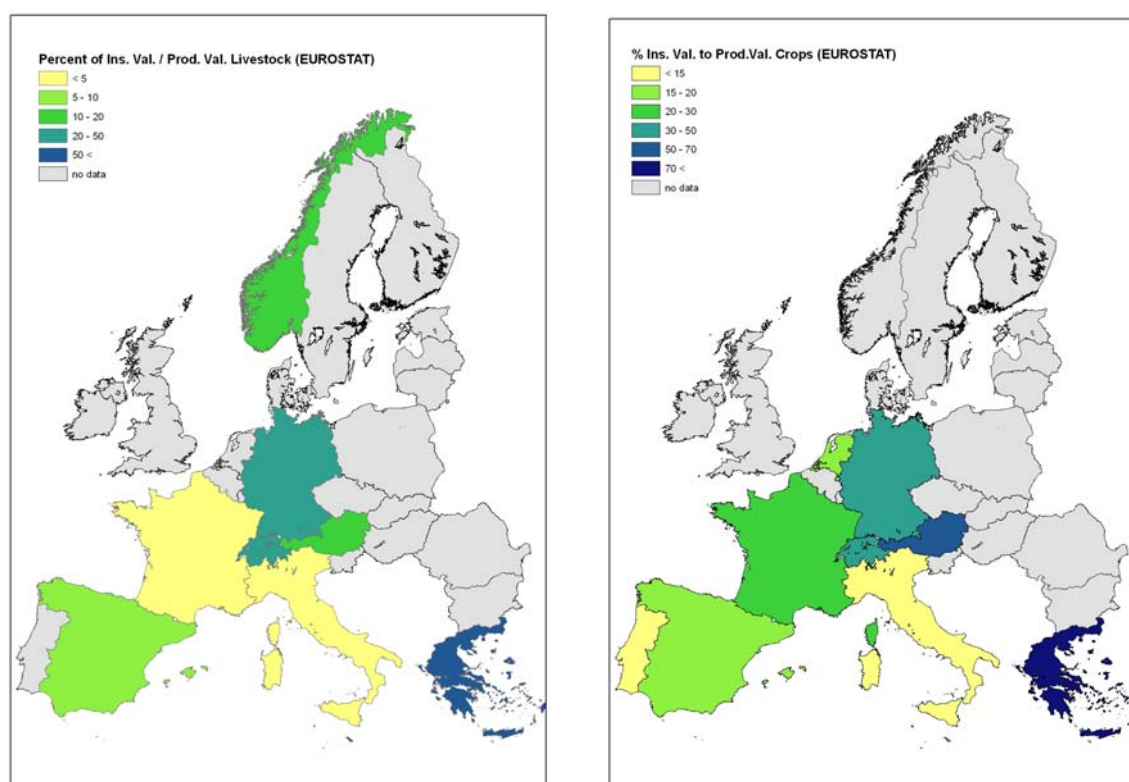 Percent of Ins. Val. / Prod. Val. Livestock (EUROSTAT)
< 5
5 - 10
10 - 20
20 - 50
50 <
no data
% Ins. Val. to Prod.Val. Crops (EUROSTAT)
< 15
15 - 20
20 - 30
30 - 50
50 - 70
70 <
no data